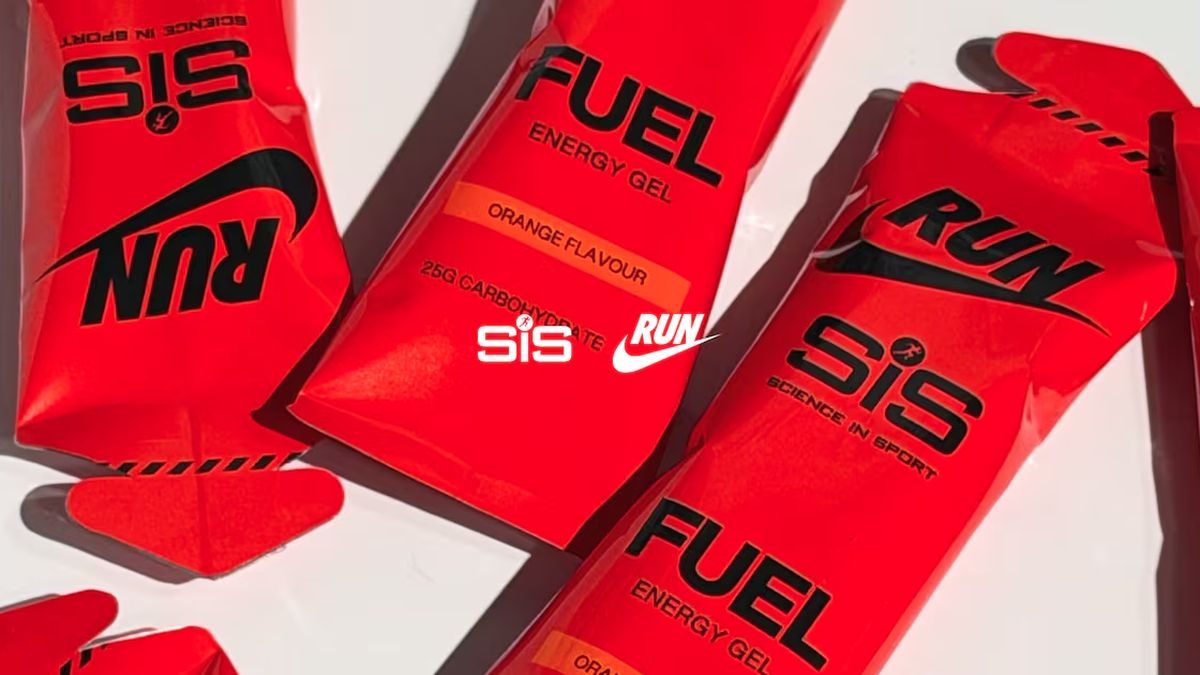 SCIENCE IN SPORT
SiS
RUN
FUEL
ENERGY GEL
ORANGE FLAVOUR
25G CARBOHYDRATE
SiS
RUN
RUN
SiS
SCIENCE IN SPORT
FUEL
ENERGY GEL